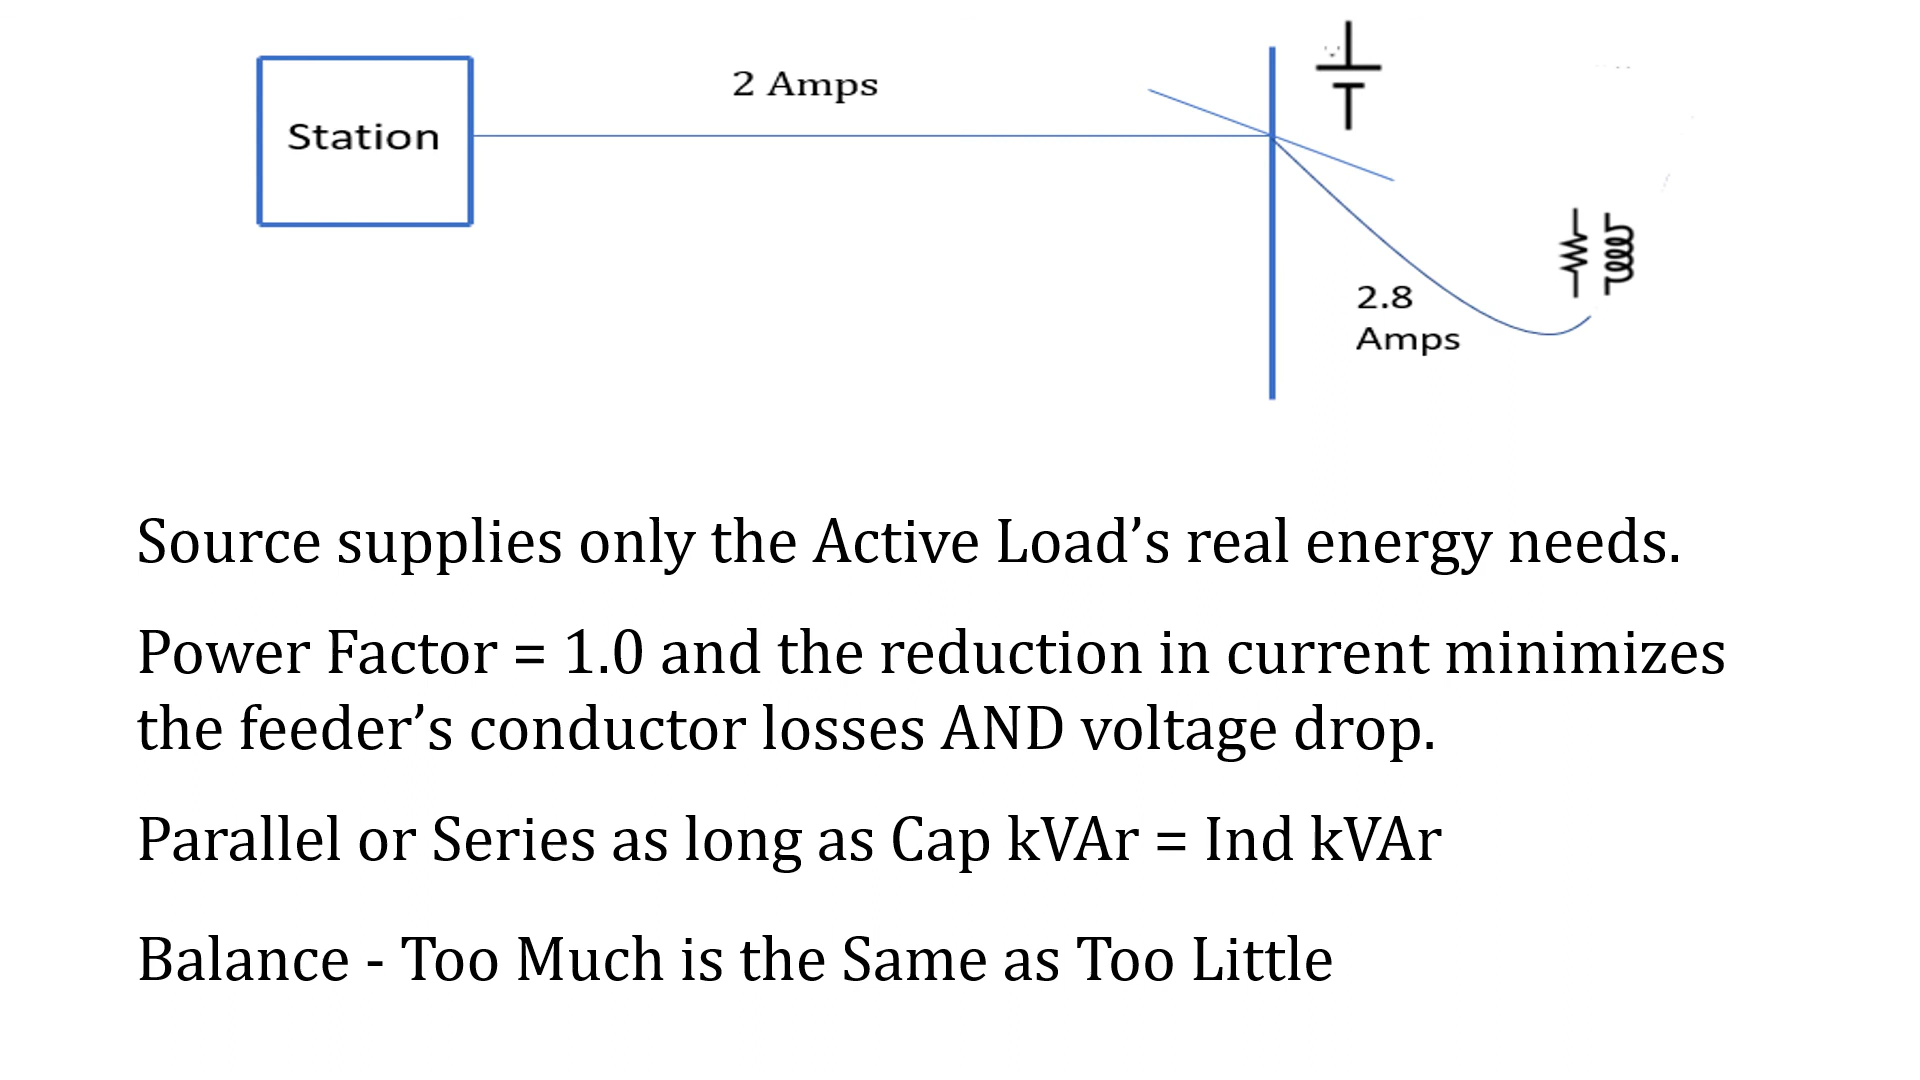 2 Amps
Station
2.8
Amps
Source supplies only the Active Load’s real energy needs.
Power Factor = 1.0 and the reduction in current minimizes
the feeder’s conductor losses AND voltage drop.
Parallel or Series as long as Cap kVAr = Ind kVAr
Balance - Too Much is the Same as Too Little